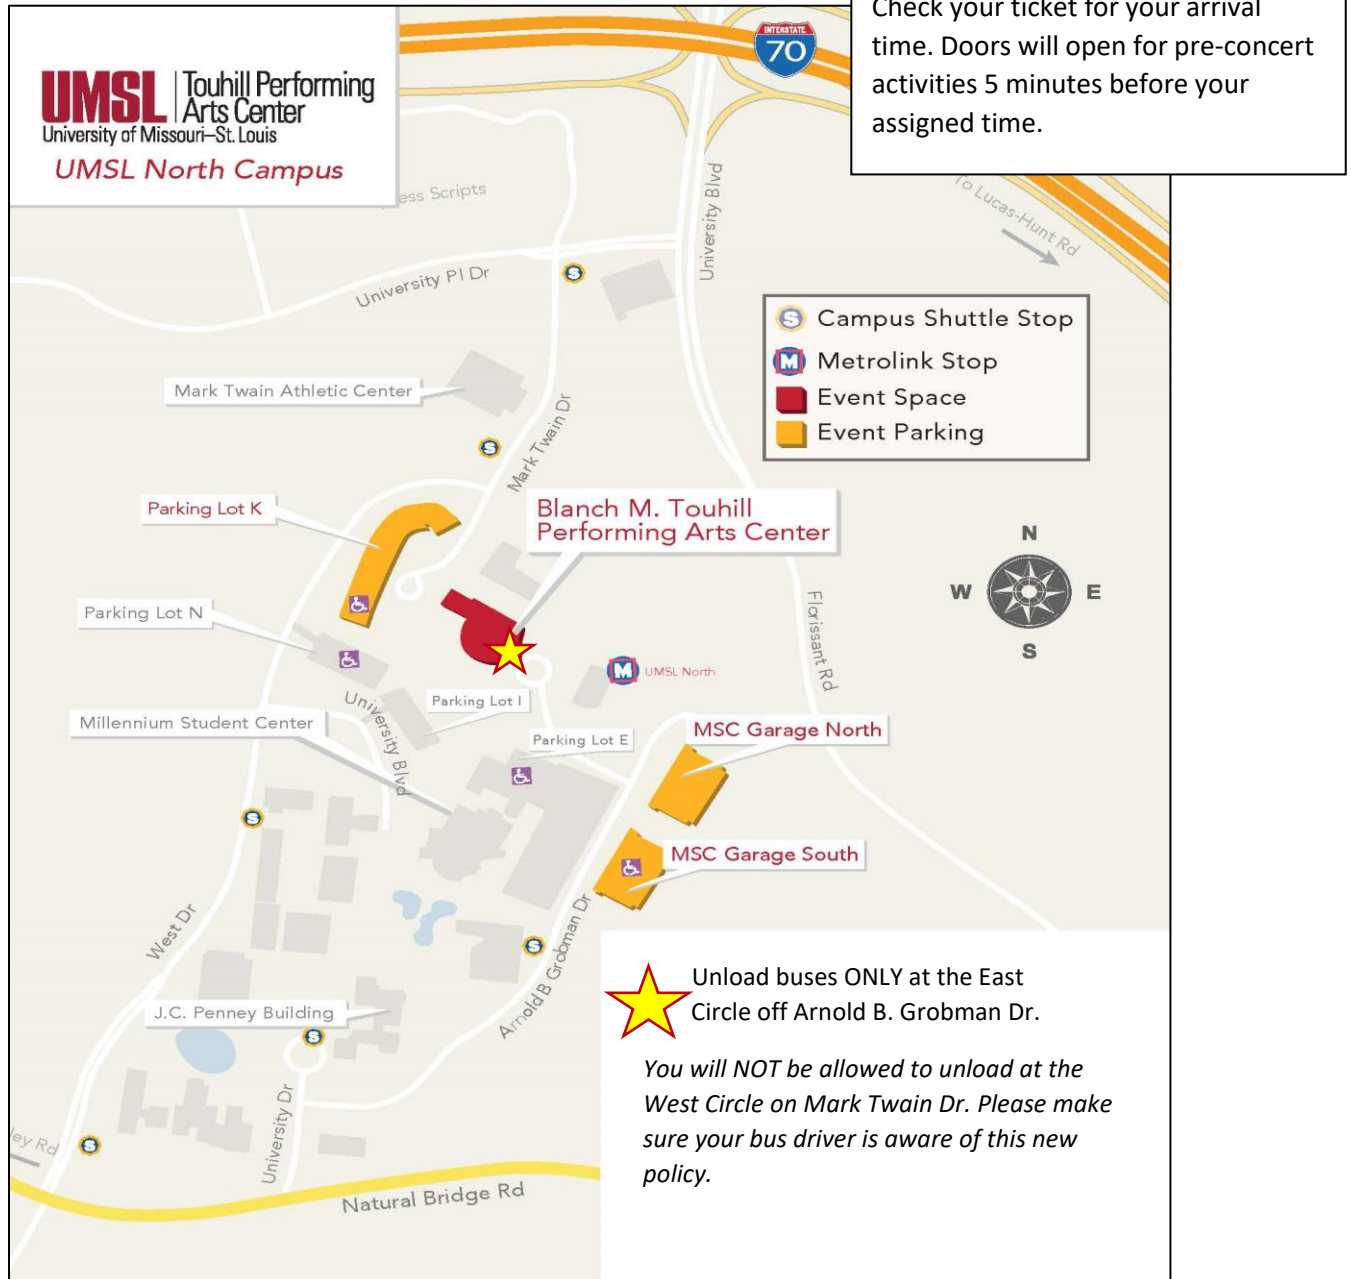 Check your ticket for your arrival
time. Doors will open for pre-concert
activities 5 minutes before your
assigned time.
INTERSTATE
70
UMSL
Touhill Performing
Arts Center
University of Missouri–St. Louis
UMSL North Campus
ess Scripts
University Blvd
To Lucas-Hunt Rd
University Pl Dr
S
S Campus Shuttle Stop
M Metrolink Stop
Event Space
Event Parking
Mark Twain Athletic Center
Mark Twain Dr
S
Parking Lot K
Blanch M. Touhill
Performing Arts Center
N
W E
S
Parking Lot N
Florissant Rd
M UMSL North
University Blvd
Parking Lot I
Millennium Student Center
Parking Lot E
MSC Garage North
S
MSC Garage South
West Dr
S
Arnold B Grobman Dr
J.C. Penney Building
S
University Dr
ey Rd
S
Natural Bridge Rd
Unload buses ONLY at the East
Circle off Arnold B. Grobman Dr.
You will NOT be allowed to unload at the
West Circle on Mark Twain Dr. Please make
sure your bus driver is aware of this new
policy.